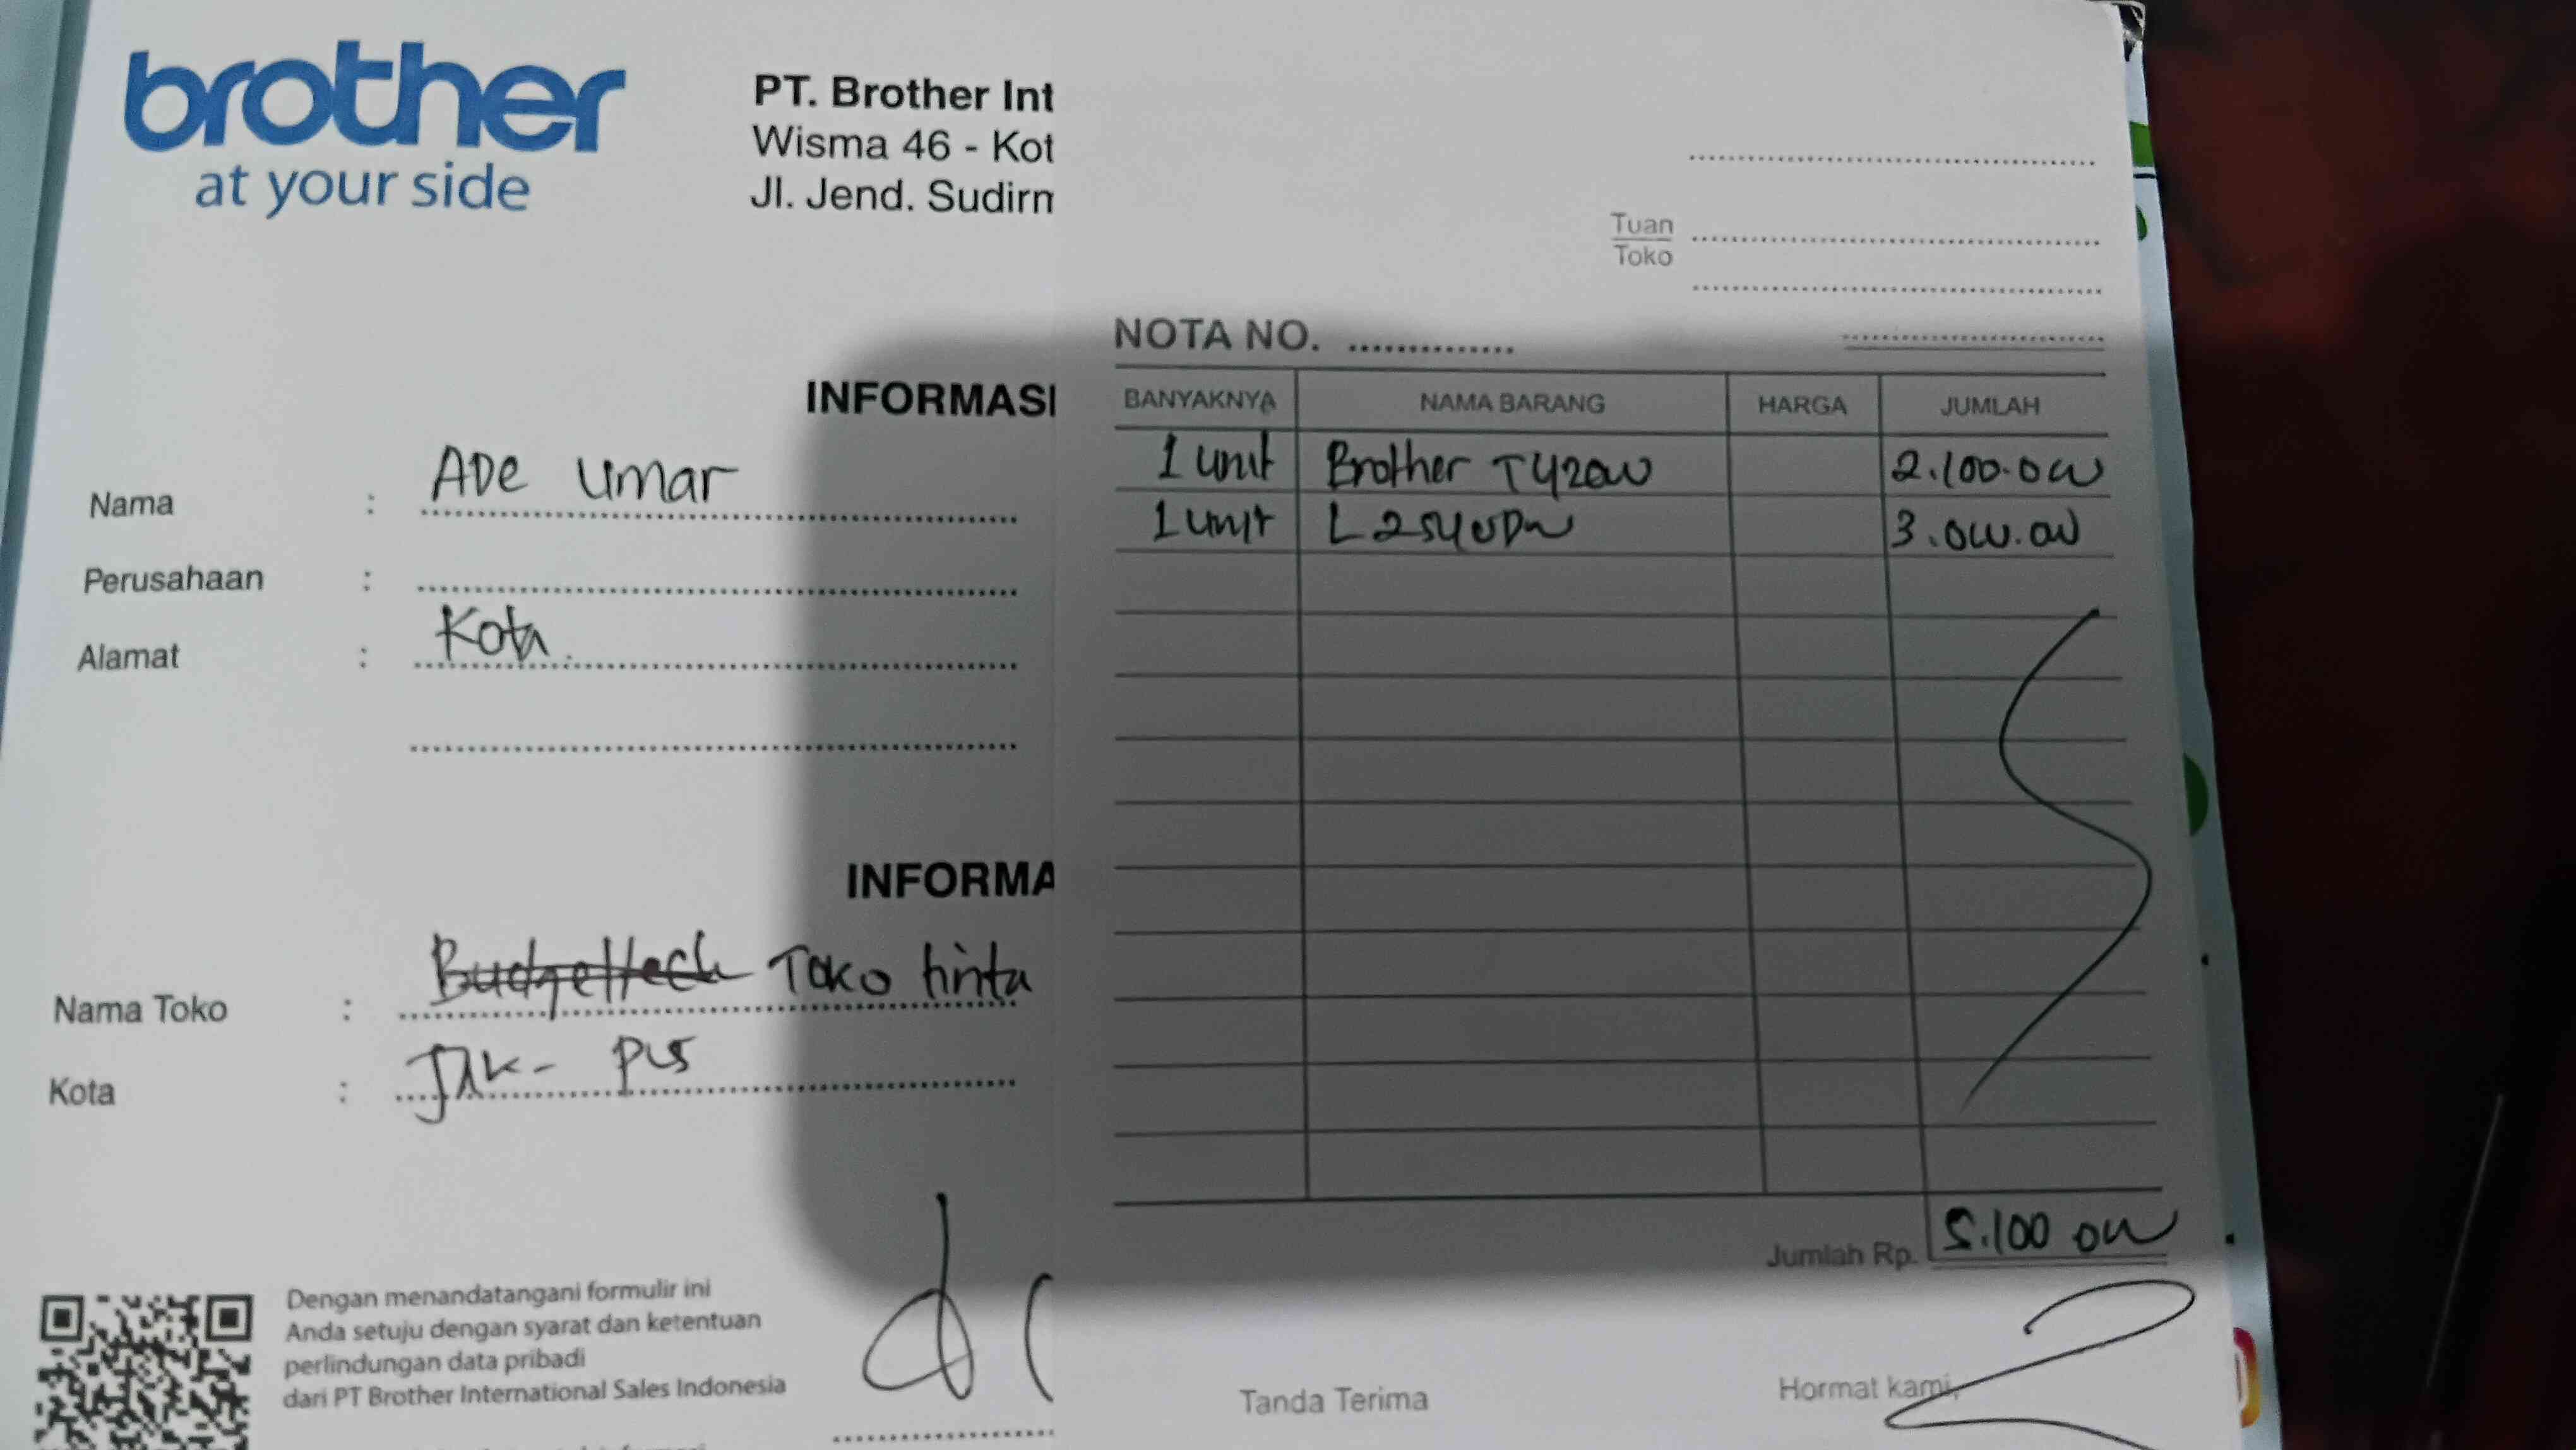 brother
at your side
PT. Brother Int
Wisma 46 - Kot
Jl. Jend. Sudirm
INFORMASI
Nama : Ade Umar
Perusahaan :
Alamat : Kota
INFORMA
Nama Toko : Budgettech Toko tinta
Kota : Jak - Pus
Dengan menandatangani formulir ini
Anda setuju dengan syarat dan ketentuan
perlindungan data pribadi
dari PT Brother International Sales Indonesia
Tuan
Toko
NOTA NO.
BANYAKNYA NAMA BARANG HARGA JUMLAH
1 unit Brother T420W 2.100.000
1 unit L2540DW 3.000.000
Jumlah Rp. 5.100 000
Tanda Terima Hormat kami,